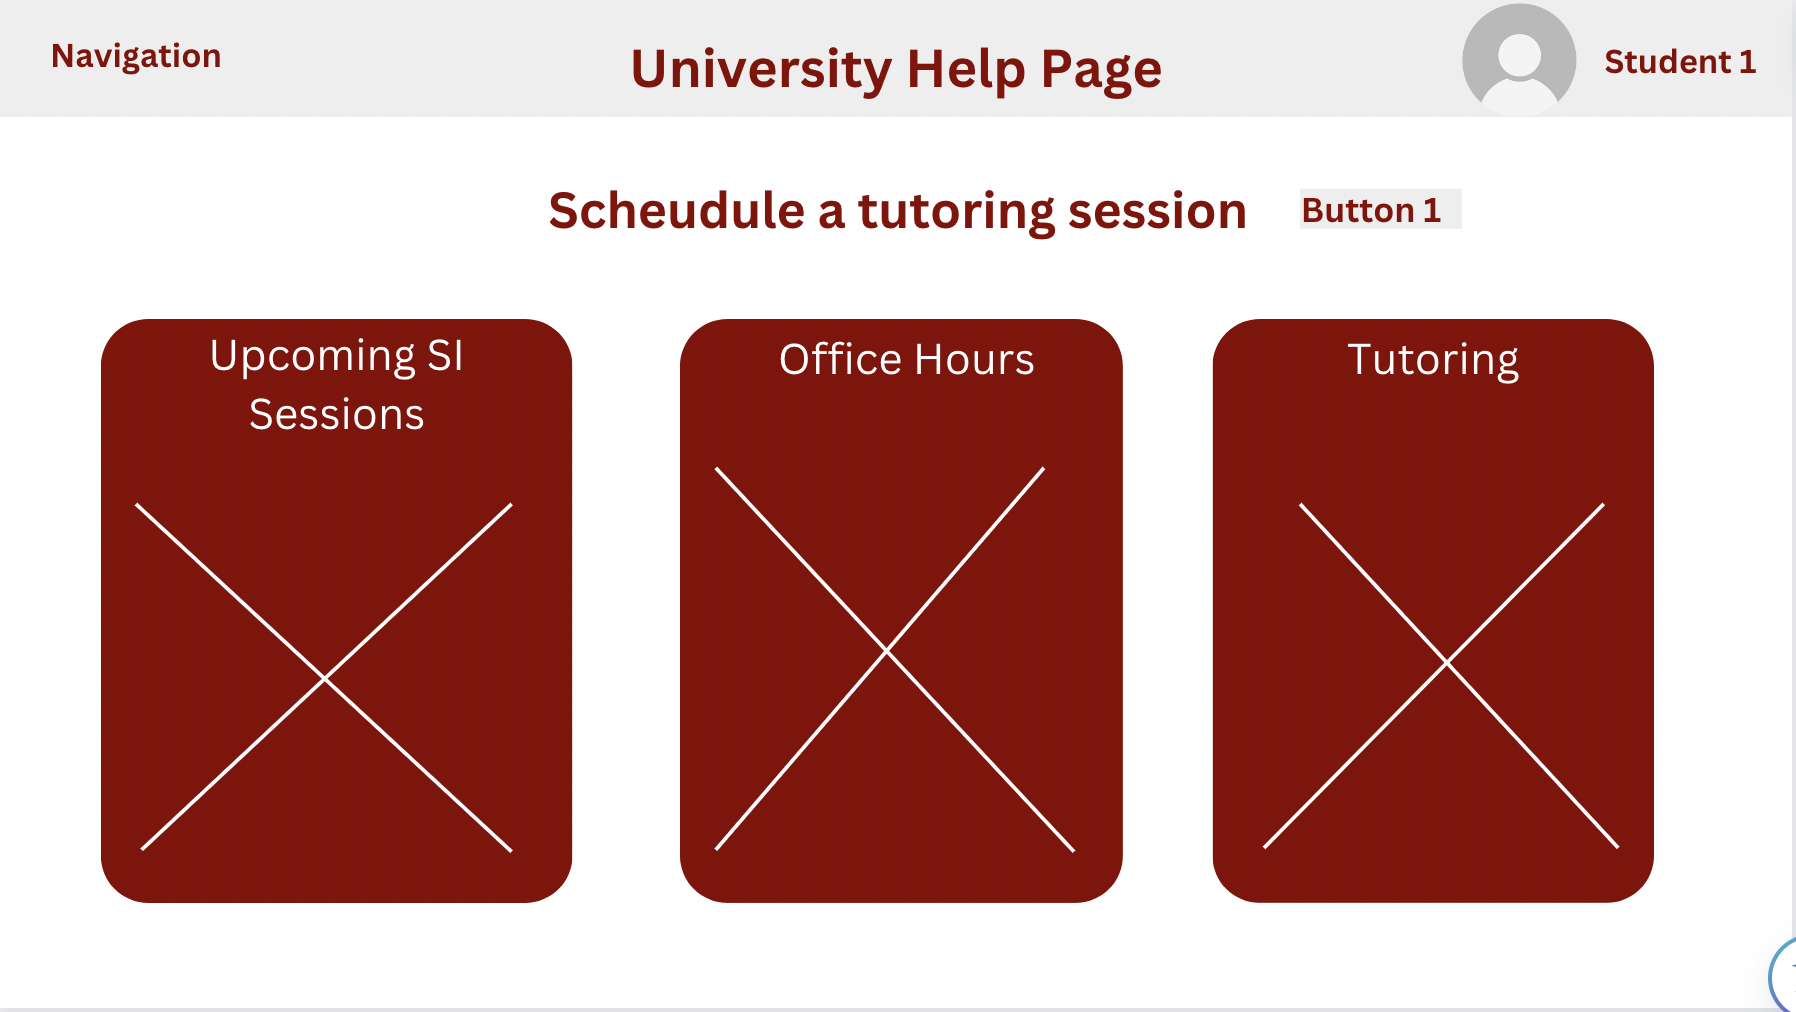 Navigation
University Help Page
Student 1
Scheudule a tutoring session
Button 1
Upcoming SI
Sessions
Office Hours
Tutoring